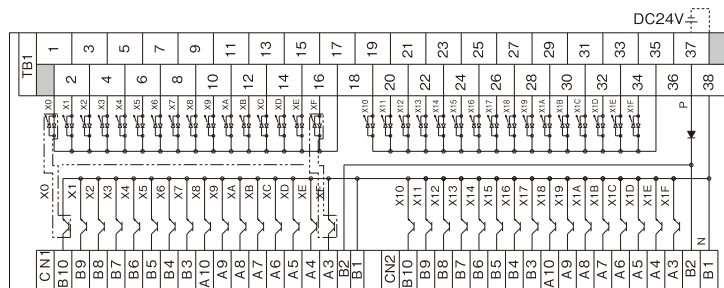 DC24V
TB1 1 3 5 7 9 11 13 15 17 19 21 23 25 27 29 31 33 35 37
2 4 6 8 10 12 14 16 18 20 22 24 26 28 30 32 34 36 38
X0 X1 X2 X3 X4 X5 X6 X7 X8 X9 XA XB XC XD XE XF X10 X11 X12 X13 X14 X15 X16 X17 X18 X19 X1A X1B X1C X1D X1E X1F P
X0 X1 X2 X3 X4 X5 X6 X7 X8 X9 XA XB XC XD XE XF X10 X11 X12 X13 X14 X15 X16 X17 X18 X19 X1A X1B X1C X1D X1E X1F N
CN1 B10 B9 B8 B7 B6 B5 B4 B3 A10 A9 A8 A7 A6 A5 A4 A3 B2 B1 CN2 B10 B9 B8 B7 B6 B5 B4 B3 A10 A9 A8 A7 A6 A5 A4 A3 B2 B1